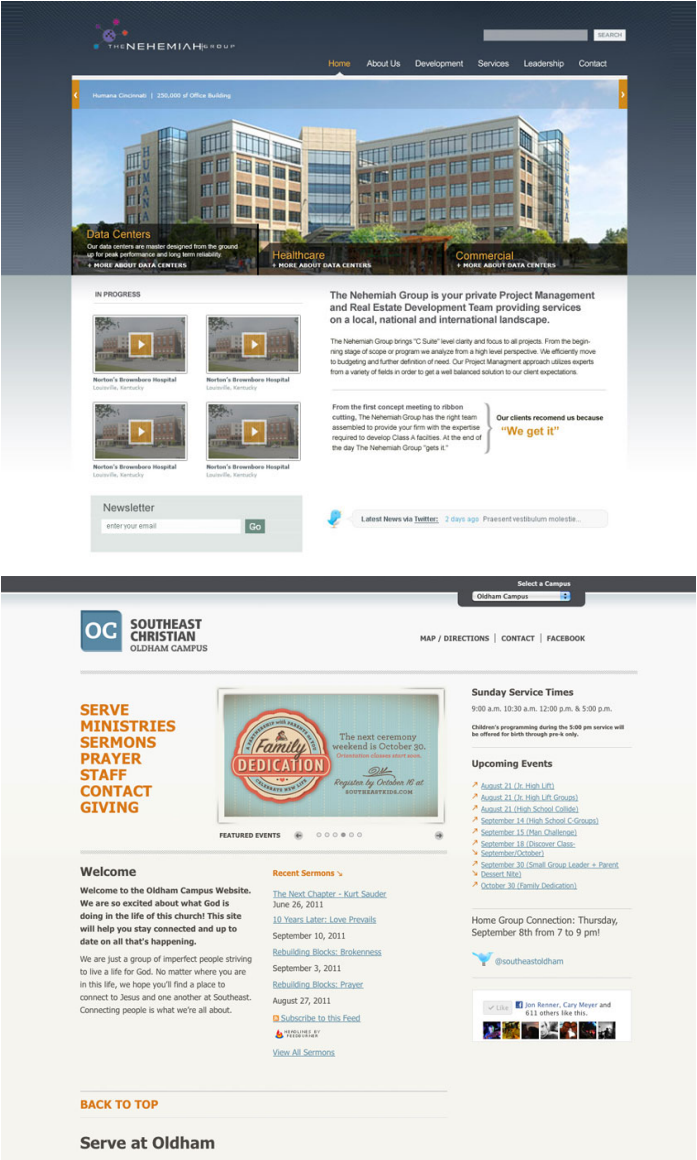 THE NEHEMIAH GROUP
SEARCH
Home About Us Development Services Leadership Contact
Humana Cincinnati | 250,000 sf of Office Building
HUMANA
HUMANA
Data Centers
Our data centers are master designed from the ground
up for peak performance and long term reliability.
+ MORE ABOUT DATA CENTERS
Healthcare
+ MORE ABOUT DATA CENTERS
Commercial
+ MORE ABOUT DATA CENTERS
IN PROGRESS
Norton's Brownboro Hospital
Louisville, Kentucky
Norton's Brownboro Hospital
Louisville, Kentucky
Norton's Brownboro Hospital
Louisville, Kentucky
Norton's Brownboro Hospital
Louisville, Kentucky
Newsletter
enter your email
Go
The Nehemiah Group is your private Project Management
and Real Estate Development Team providing services
on a local, national and international landscape.
The Nehemiah Group brings "C Suite" level clarity and focus to all projects. From the begin-
ning stage of scope or program we analyze from a high level perspective. We efficiently move
to budgeting and further definition of need. Our Project Managment approach utilizes experts
from a variety of fields in order to get a well balanced solution to our client expectations.
From the first concept meeting to ribbon
cutting, The Nehemiah Group has the right team
assembled to provide your firm with the expertise
required to develop Class A facilties. At the end of
the day The Nehemiah Group "gets it."
Our clients recomend us because
"We get it"
Latest News via Twitter: 2 days ago Praesent vestibulum molestie...
Select a Campus
Oldham Campus
OC
SOUTHEAST
CHRISTIAN
OLDHAM CAMPUS
MAP / DIRECTIONS | CONTACT | FACEBOOK
SERVE
MINISTRIES
SERMONS
PRAYER
STAFF
CONTACT
GIVING
A PARTNERSHIP WITH PARENTS TO
Family
DEDICATION
CELEBRATE NEW LIFE
The next ceremony
weekend is October 30.
Orientation classes start soon.
Register by October 16 at
SOUTHEASTKIDS.COM
FEATURED EVENTS
Sunday Service Times
9:00 a.m. 10:30 a.m. 12:00 p.m. & 5:00 p.m.
Children's programming during the 5:00 pm service will
be offered for birth through pre-k only.
Upcoming Events
August 21 (Jr. High Lift)
August 21 (Jr. High Lift Groups)
August 21 (High School Collide)
September 14 (High School C-Groups)
September 15 (Man Challenge)
September 18 (Discover Class-
September/October)
September 30 (Small Group Leader + Parent
Dessert Nite)
October 30 (Family Dedication)
Home Group Connection: Thursday,
September 8th from 7 to 9 pm!
@southeastoldham
Like
Jon Renner, Cary Meyer and
611 others like this.
Welcome
Welcome to the Oldham Campus Website.
We are so excited about what God is
doing in the life of this church! This site
will help you stay connected and up to
date on all that's happening.
We are just a group of imperfect people striving
to live a life for God. No matter where you are
in this life, we hope you'll find a place to
connect to Jesus and one another at Southeast.
Connecting people is what we're all about.
Recent Sermons
The Next Chapter - Kurt Sauder
June 26, 2011
10 Years Later: Love Prevails
September 10, 2011
Rebuilding Blocks: Brokenness
September 3, 2011
Rebuilding Blocks: Prayer
August 27, 2011
Subscribe to this Feed
HEADLINES BY
FEEDBURNER
View All Sermons
BACK TO TOP
Serve at Oldham